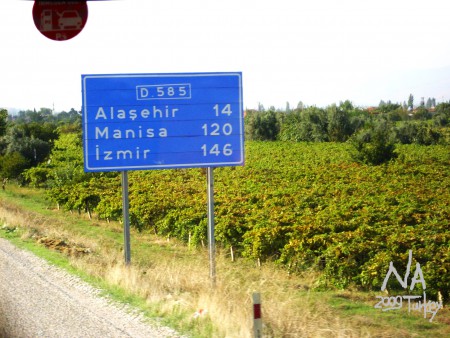 D 585
Alaşehir 14
Manisa 120
İzmir 146
NA
2009 Turkey